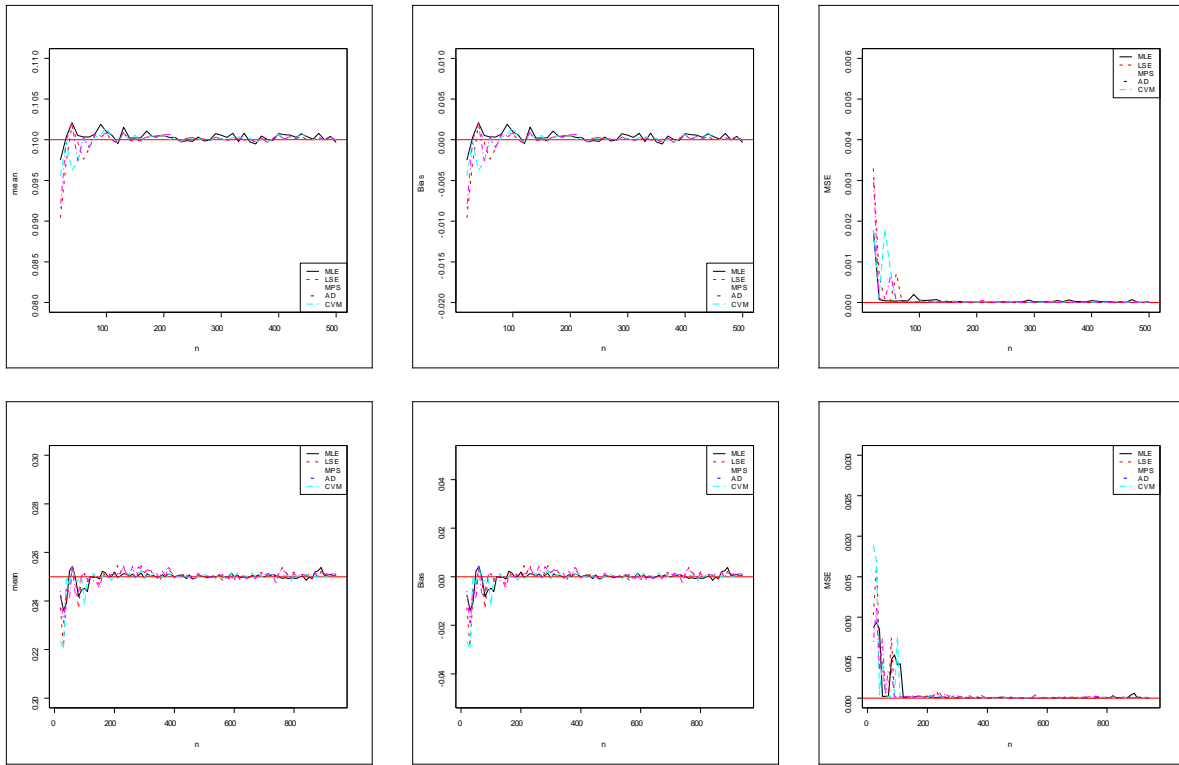 0.110
0.105
0.100
0.095
0.090
0.085
0.080
mean
100
200
300
400
500
n
MLE
LSE
MPS
AD
CVM
0.010
0.005
0.000
-0.005
-0.010
-0.015
-0.020
Bias
100
200
300
400
500
n
MLE
LSE
MPS
AD
CVM
0.006
0.005
0.004
0.003
0.002
0.001
0.000
MSE
100
200
300
400
500
n
MLE
LSE
MPS
AD
CVM
0.30
0.28
0.26
0.24
0.22
0.20
mean
0
200
400
600
800
n
MLE
LSE
MPS
AD
CVM
0.04
0.02
0.00
-0.02
-0.04
Bias
0
200
400
600
800
n
MLE
LSE
MPS
AD
CVM
0.030
0.025
0.020
0.015
0.010
0.005
0.000
MSE
0
200
400
600
800
n
MLE
LSE
MPS
AD
CVM